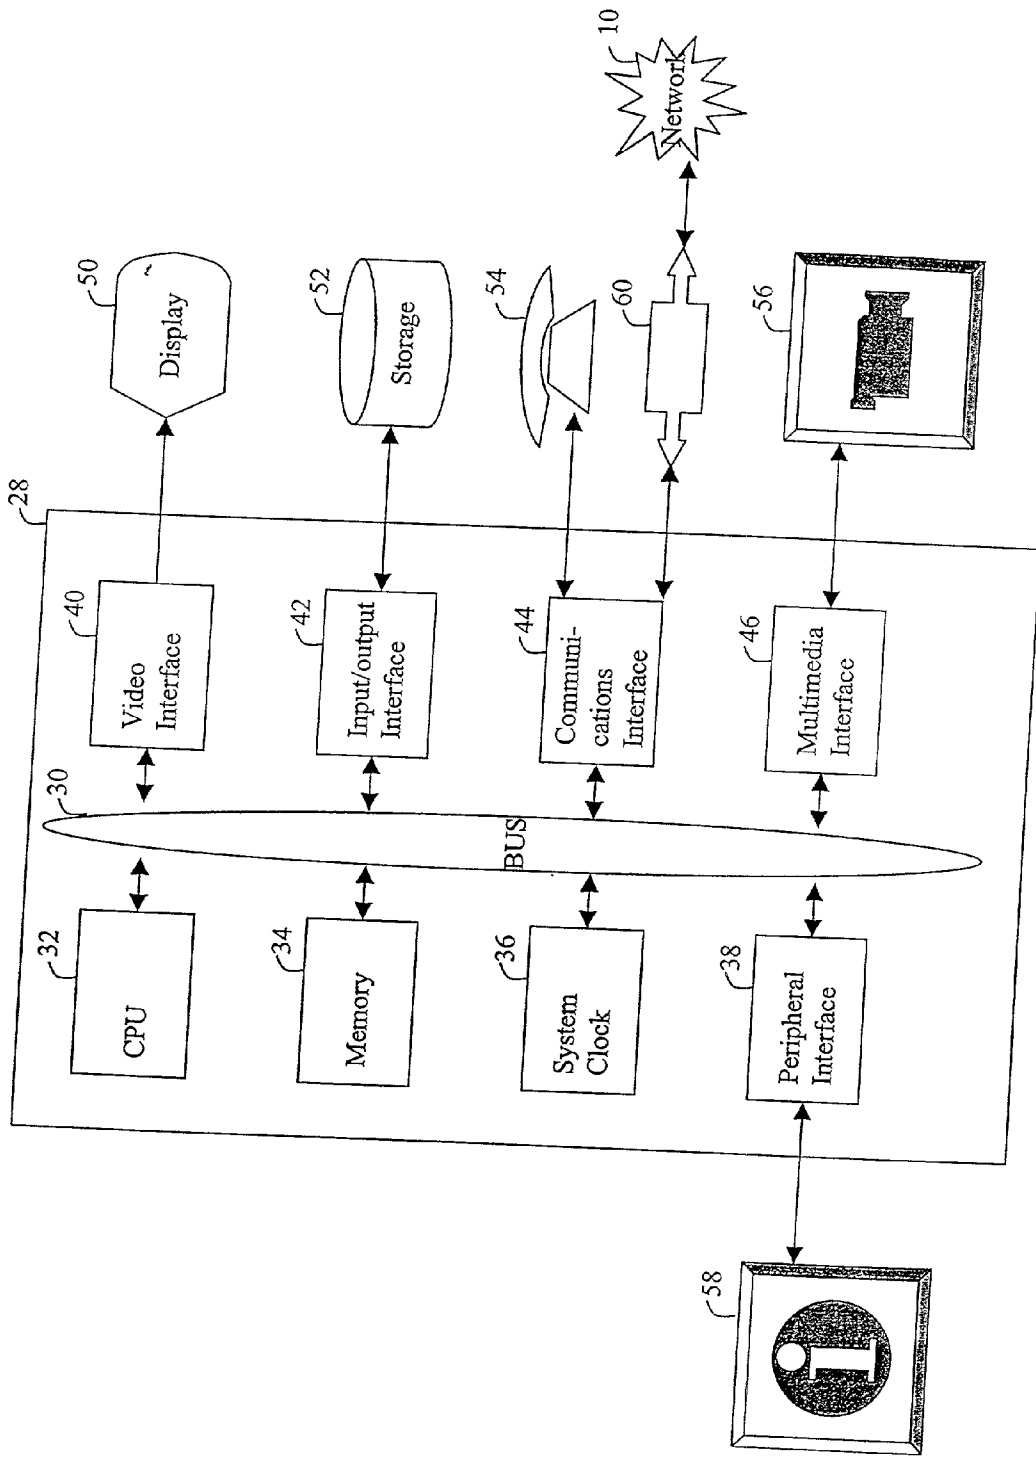 28
32
CPU
34
Memory
36
System
Clock
38
Peripheral
Interface
30
BUS
40
Video
Interface
42
Input/output
Interface
44
Communi-
cations
Interface
46
Multimedia
Interface
50
Display
52
Storage
54
60
10
Network
56
58
i